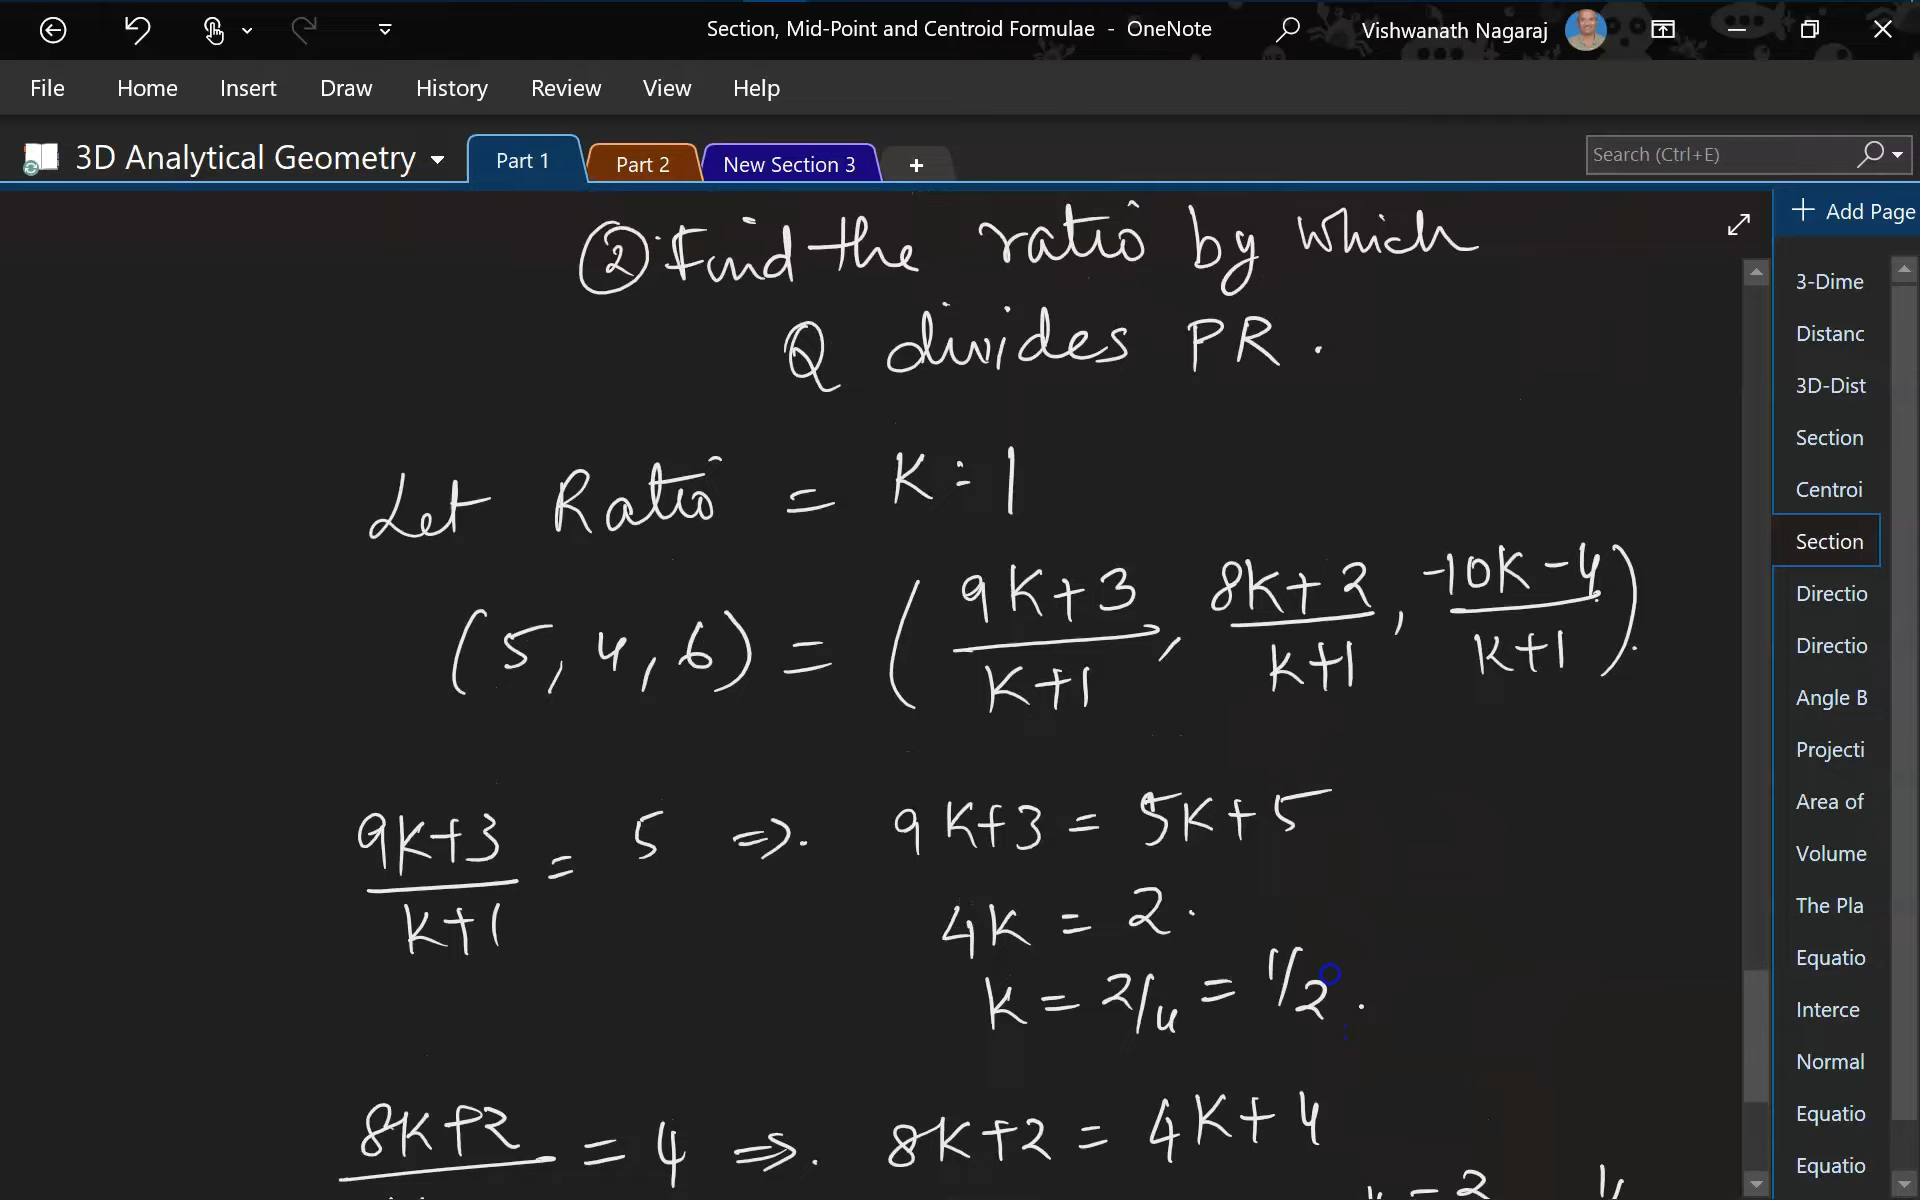 Section, Mid-Point and Centroid Formulae - OneNote
Vishwanath Nagaraj
File Home Insert Draw History Review View Help
3D Analytical Geometry
Part 1
Part 2
New Section 3
+
Search (Ctrl+E)
+ Add Page
② Find the ratio by which
Q divides PR.
Let Ratio = K:1
(5, 4, 6) = ( 9K+3/K+1, 8K+2/K+1, -10K-4/K+1 ).
9K+3/K+1 = 5 ⇒. 9K+3 = 5K+5
4K = 2.
K = 2/4 = 1/2.
8K+2 = 4 ⇒. 8K+2 = 4K+4
3-Dime
Distanc
3D-Dist
Section
Centroi
Section
Directio
Directio
Angle B
Projecti
Area of
Volume
The Pla
Equatio
Interce
Normal
Equatio
Equatio